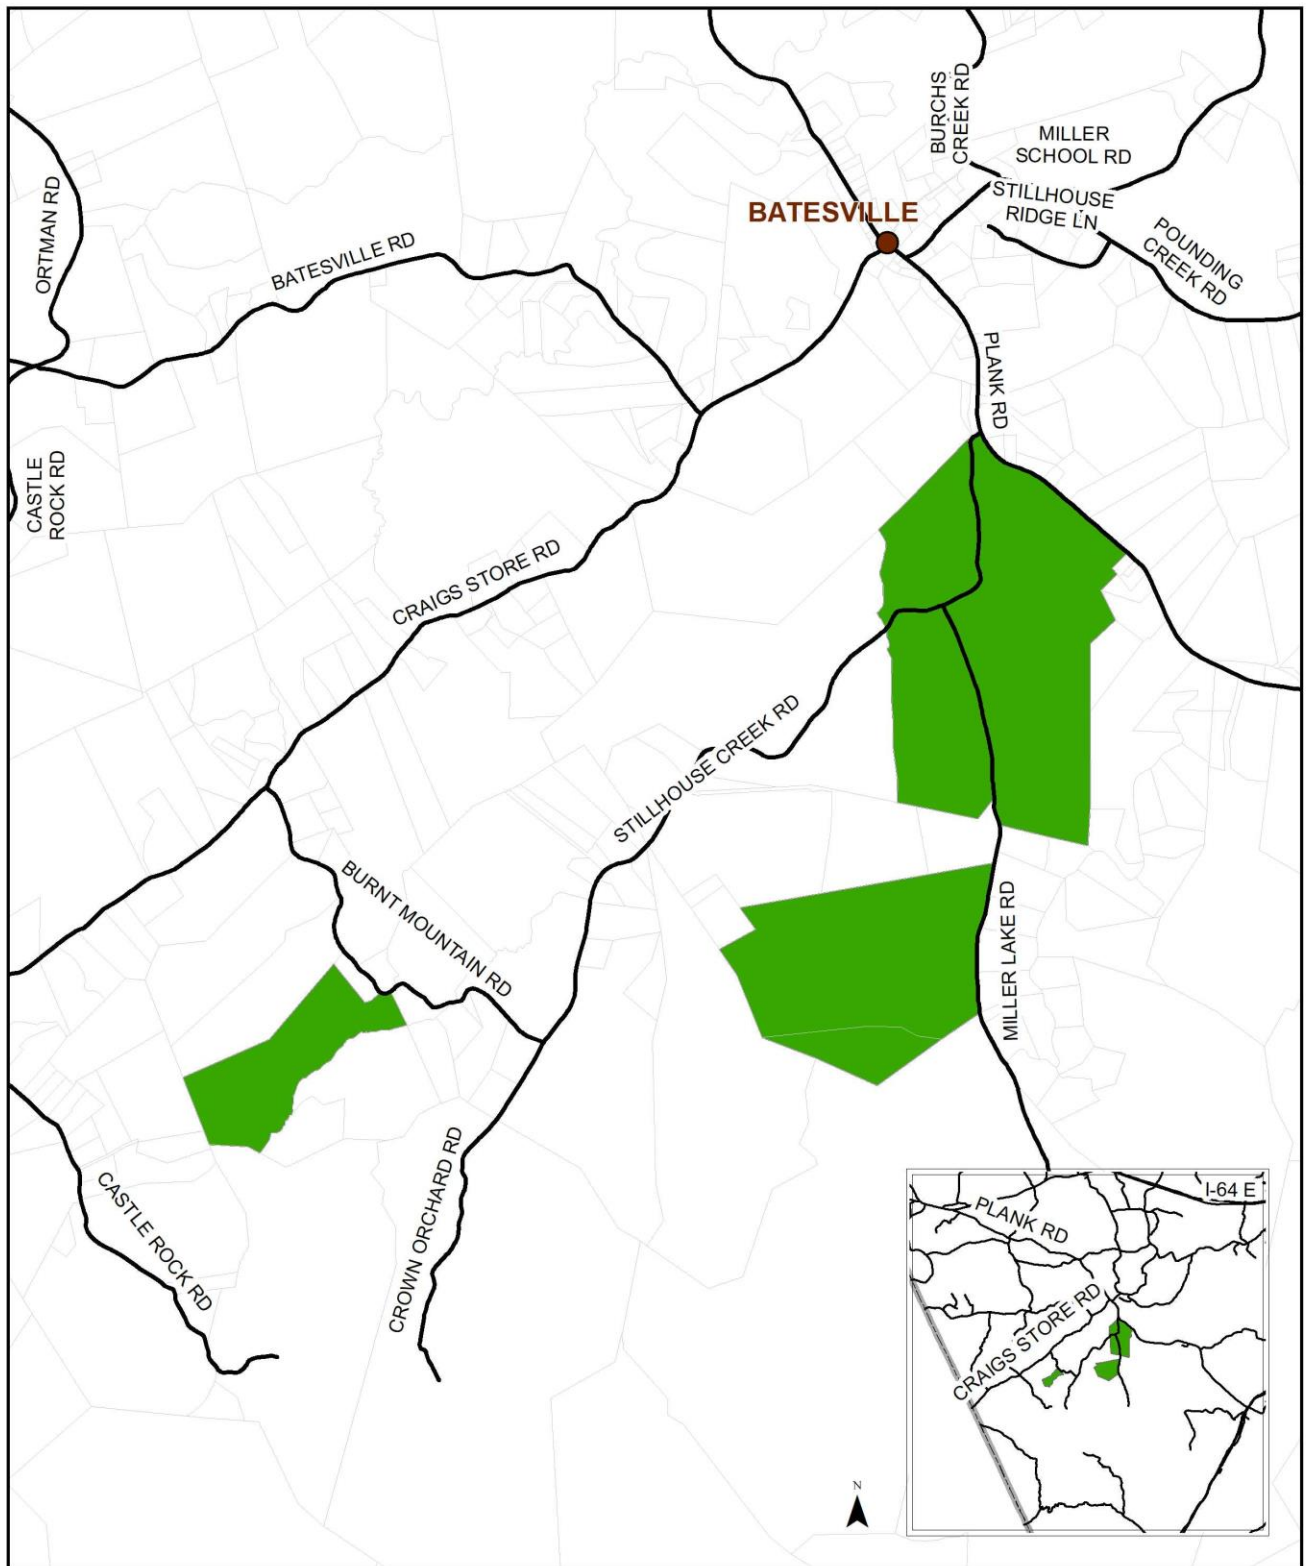 BURCHS
CREEK RD
MILLER
SCHOOL RD
STILLHOUSE
RIDGE LN
POUNDING
CREEK RD
BATESVILLE
ORTMAN RD
BATESVILLE RD
PLANK RD
CASTLE
ROCK RD
CRAIGS STORE RD
STILLHOUSE CREEK RD
BURNT MOUNTAIN RD
MILLER LAKE RD
CASTLE ROCK RD
CROWN ORCHARD RD
I-64 E
PLANK RD
CRAIGS STORE RD
N